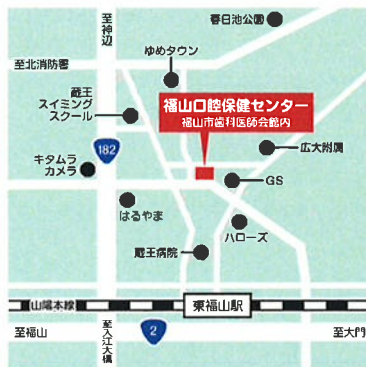 至神辺
春日池公園
ゆめタウン
至北消防署
蔵王
スイミング
スクール
福山口腔保健センター
福山市歯科医師会館内
182
広大附属
キタムラ
カメラ
GS
はるやま
ハローズ
蔵王病院
山陽本線
東福山駅
至福山
至入江大橋
2
至大門